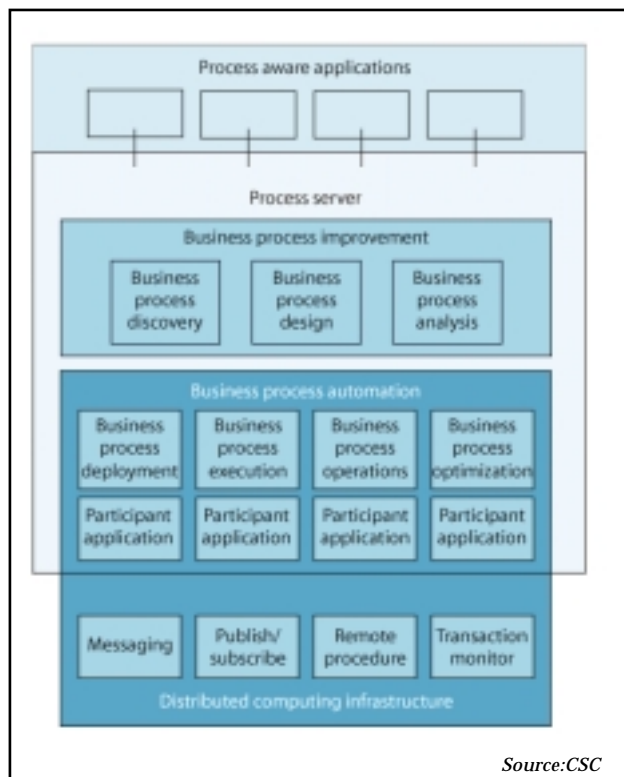 Process aware applications
Process server
Business process improvement
Business
process
discovery
Business
process
design
Business
process
analysis
Business process automation
Business
process
deployment
Business
process
execution
Business
process
operations
Business
process
optimization
Participant
application
Participant
application
Participant
application
Participant
application
Messaging
Publish/
subscribe
Remote
procedure
Transaction
monitor
Distributed computing infrastructure
Source:CSC